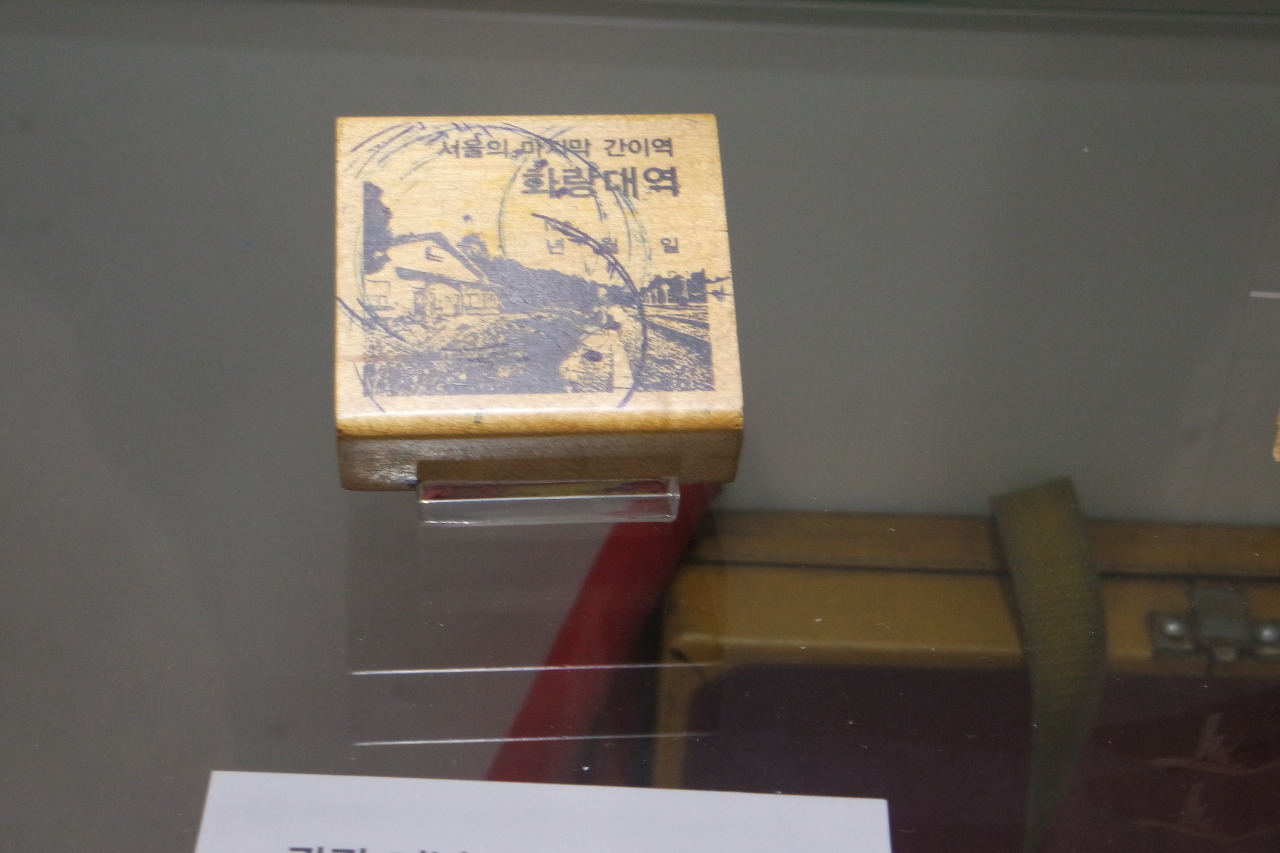 서울의 마지막 간이역
화랑대역
년 월 일